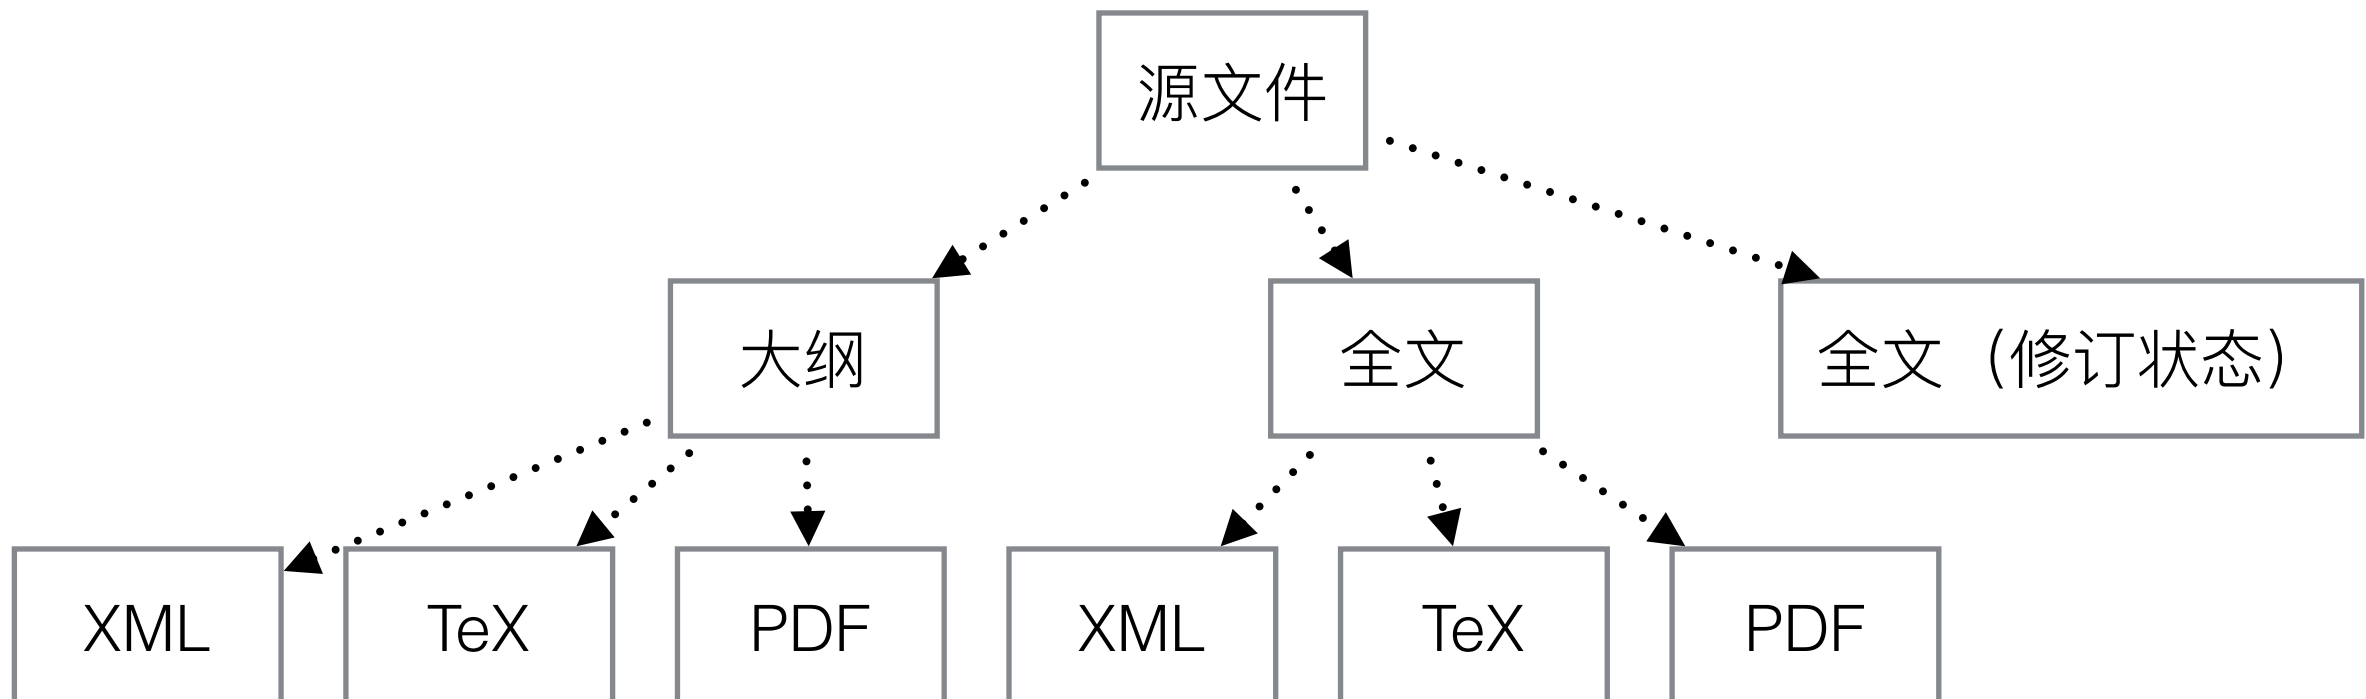 源文件
大纲
全文
全文（修订状态）
XML
TeX
PDF
XML
TeX
PDF